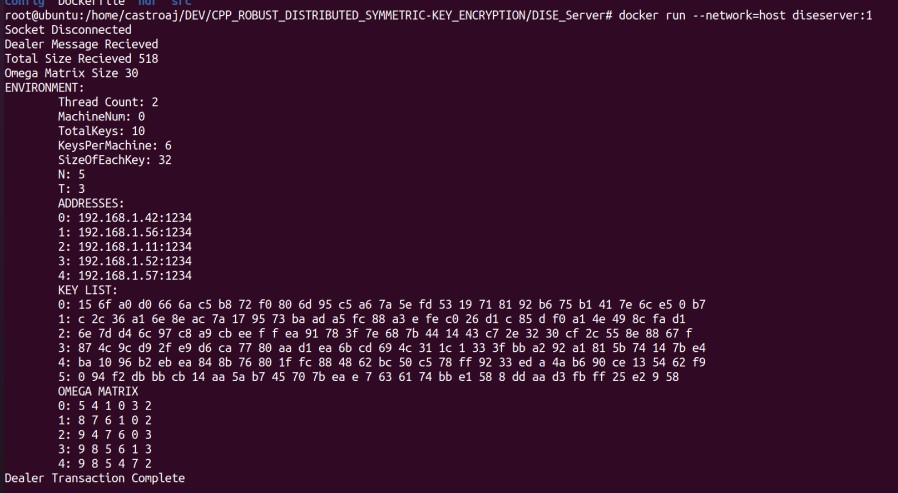 config Dockerfile hdr src
root@ubuntu:/home/castroaj/DEV/CPP_ROBUST_DISTRIBUTED_SYMMETRIC-KEY_ENCRYPTION/DISE_Server# docker run --network=host diseserver:1
Socket Disconnected
Dealer Message Recieved
Total Size Recieved 518
Omega Matrix Size 30
ENVIRONMENT:
Thread Count: 2
MachineNum: 0
TotalKeys: 10
KeysPerMachine: 6
SizeOfEachKey: 32
N: 5
T: 3
ADDRESSES:
0: 192.168.1.42:1234
1: 192.168.1.56:1234
2: 192.168.1.11:1234
3: 192.168.1.52:1234
4: 192.168.1.57:1234
KEY LIST:
0: 15 6f a0 d0 66 6a c5 b8 72 f0 80 6d 95 c5 a6 7a 5e fd 53 19 71 81 92 b6 75 b1 41 7e 6c e5 0 b7
1: c 2c 36 a1 6e 8e ac 7a 17 95 73 ba ad a5 fc 88 a3 e fe c0 26 d1 c 85 d f0 a1 4e 49 8c fa d1
2: 6e 7d d4 6c 97 c8 a9 cb ee f f ea 91 78 3f 7e 68 7b 44 14 43 c7 2e 32 30 cf 2c 55 8e 88 67 f
3: 87 4c 9c d9 2f e9 d6 ca 77 80 aa d1 ea 6b cd 69 4c 31 1c 1 33 3f bb a2 92 a1 81 5b 74 14 7b e4
4: ba 10 96 b2 eb ea 84 8b 76 80 1f fc 88 48 62 bc 50 c5 78 ff 92 33 ed a 4a b6 90 ce 13 54 62 f9
5: 0 94 f2 db bb cb 14 aa 5a b7 45 70 7b ea e 7 63 61 74 bb e1 58 8 dd aa d3 fb ff 25 e2 9 58
OMEGA MATRIX
0: 5 4 1 0 3 2
1: 8 7 6 1 0 2
2: 9 4 7 6 0 3
3: 9 8 5 6 1 3
4: 9 8 5 4 7 2
Dealer Transaction Complete